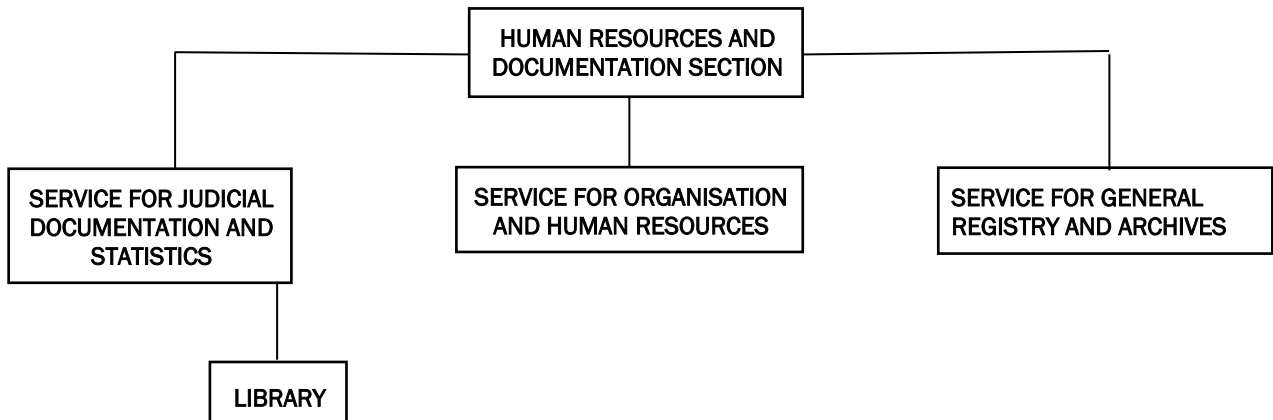 HUMAN RESOURCES AND
DOCUMENTATION SECTION
SERVICE FOR JUDICIAL
DOCUMENTATION AND
STATISTICS
SERVICE FOR ORGANISATION
AND HUMAN RESOURCES
SERVICE FOR GENERAL
REGISTRY AND ARCHIVES
LIBRARY